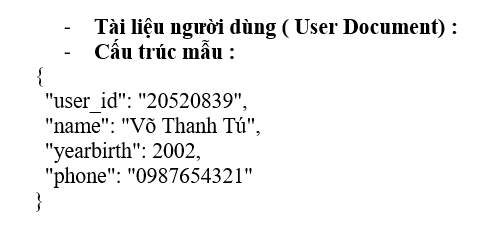 - Tài liệu người dùng ( User Document) :
- Cấu trúc mẫu :
{
"user_id": "20520839",
"name": "Võ Thanh Tú",
"yearbirth": 2002,
"phone": "0987654321"
}